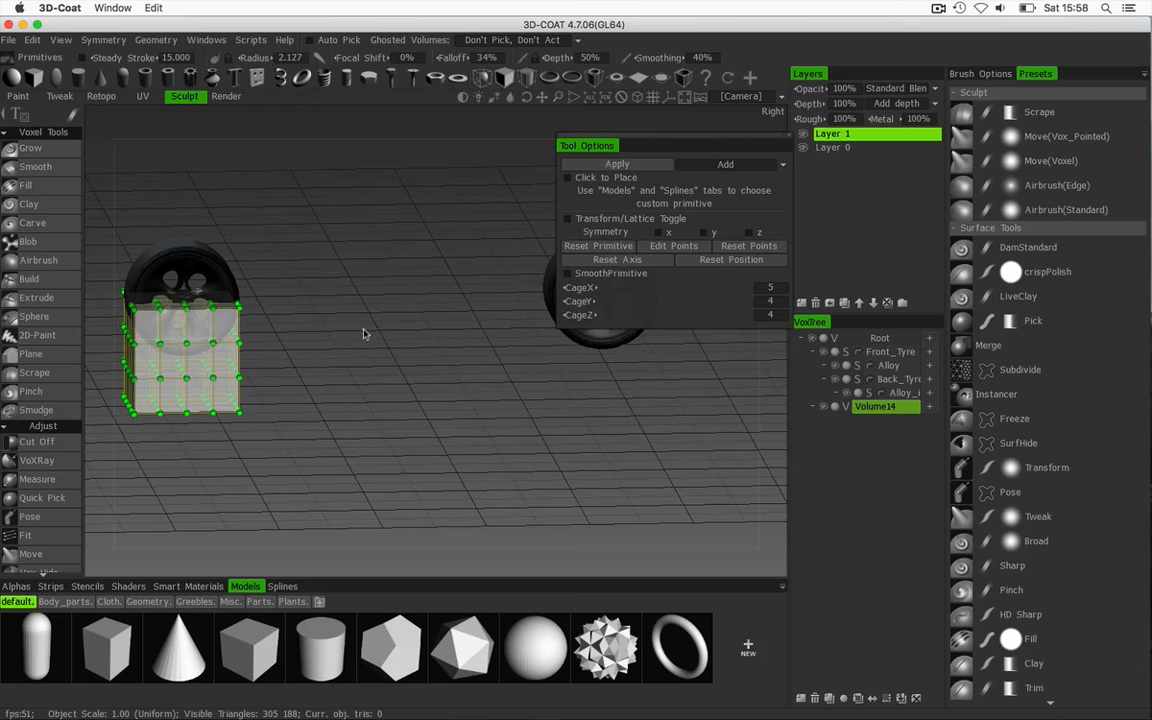 3D-Coat Window Edit Sat 15:58
3D-COAT 4.7.06(GL64)
File Edit View Symmetry Geometry Windows Scripts Help Auto Pick Ghosted Volumes: Don't Pick, Don't Act
Primitives Steady Stroke 15.000 Radius 2.127 Focal Shift 0% Falloff 34% Depth 50% Smoothing 40%
Paint Tweak Retopo UV Sculpt Render [Camera]
Right
Voxel Tools
Grow
Smooth
Fill
Clay
Carve
Blob
Airbrush
Build
Extrude
Sphere
2D-Paint
Plane
Scrape
Pinch
Smudge
Adjust
Cut Off
VoXRay
Measure
Quick Pick
Pose
Fit
Move
Vox Hide
Tool Options
Apply Add
Click to Place
Use "Models" and "Splines" tabs to choose
custom primitive
Transform/Lattice Toggle
Symmetry x y z
Reset Primitive Edit Points Reset Points
Reset Axis Reset Position
SmoothPrimitive
CageX 5
CageY 4
CageZ 4
Layers
Opacit 100% Standard Blen
Depth 100% Add depth
Rough 100% Metal 100%
Layer 1
Layer 0
VoxTree
V Root +
S Front_Tyre +
S Alloy +
S Back_Tyre +
S Alloy_i +
V Volume14 +
Brush Options Presets
Sculpt
Scrape
Move(Vox_Pointed)
Move(Voxel)
Airbrush(Edge)
Airbrush(Standard)
Surface Tools
DamStandard
crispPolish
LiveClay
Pick
Merge
Subdivide
Instancer
Freeze
SurfHide
Transform
Pose
Tweak
Broad
Sharp
Pinch
HD Sharp
Fill
Clay
Trim
Alphas Strips Stencils Shaders Smart Materials Models Splines
default. Body_parts. Cloth. Geometry. Greebles. Misc. Parts. Plants.
NEW
fps:51; Object Scale: 1.00 (Uniform); Visible Triangles: 305 188; Curr. obj. tris: 0